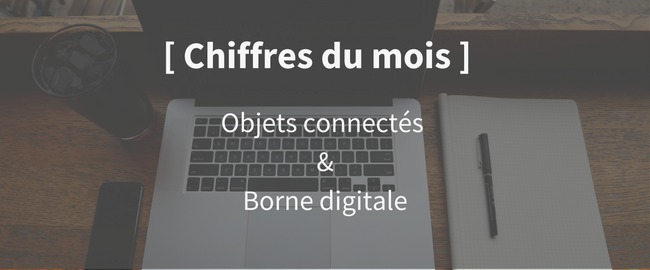 [ Chiffres du mois ]
Objets connectés
&
Borne digitale